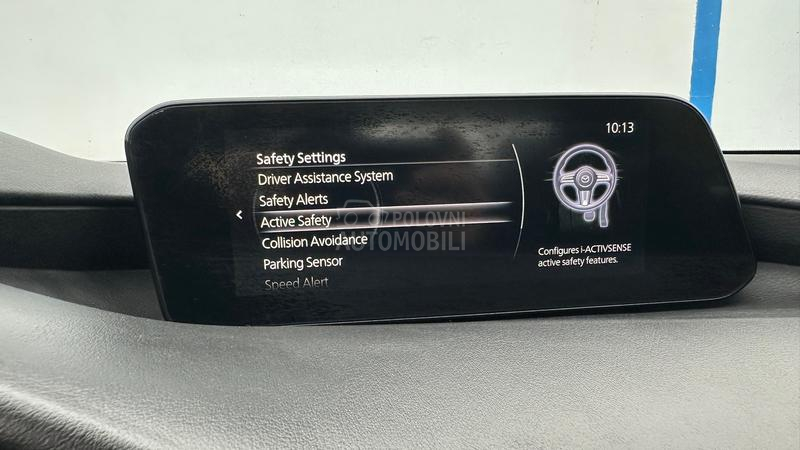 10:13
Safety Settings
Driver Assistance System
Safety Alerts
Active Safety
Collision Avoidance
Parking Sensor
Speed Alert
Configures i-ACTIVSENSE
active safety features.
POLOVNI
AUTOMOBILI